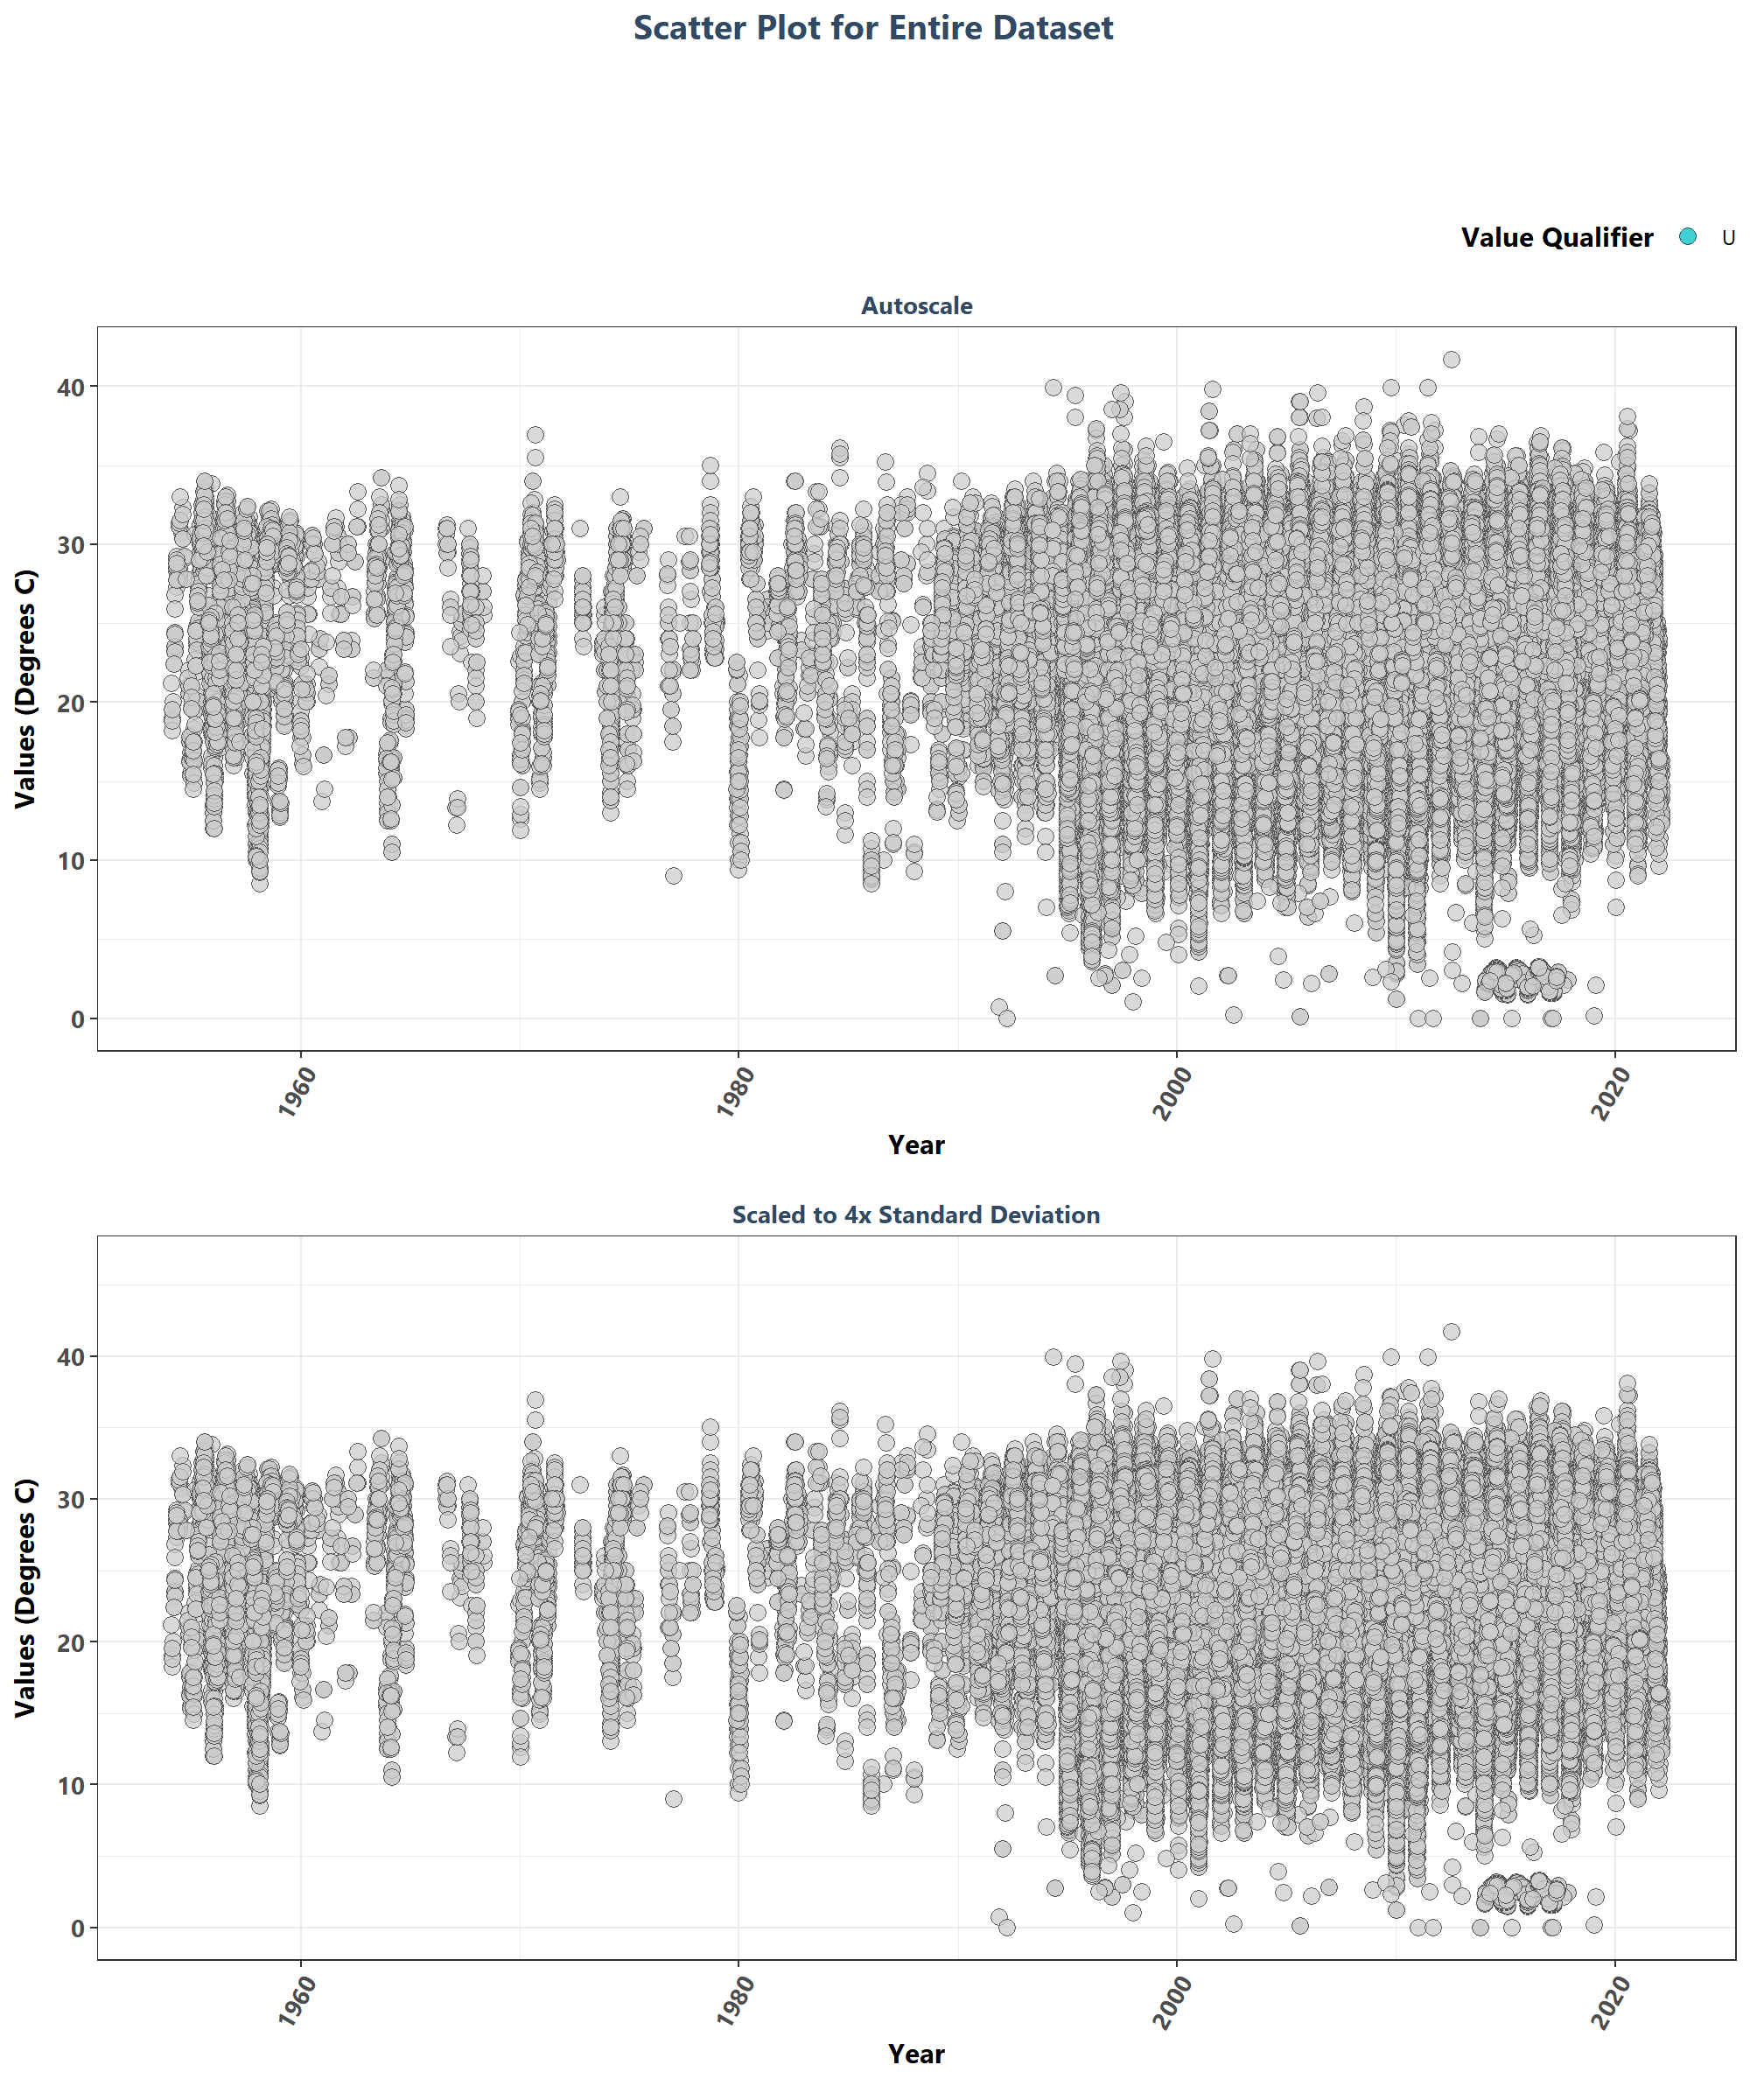 Scatter Plot for Entire Dataset
Value Qualifier U
Autoscale
Values (Degrees C)
40
30
20
10
0
1960 1980 2000 2020
Year
Scaled to 4x Standard Deviation
Values (Degrees C)
40
30
20
10
0
1960 1980 2000 2020
Year